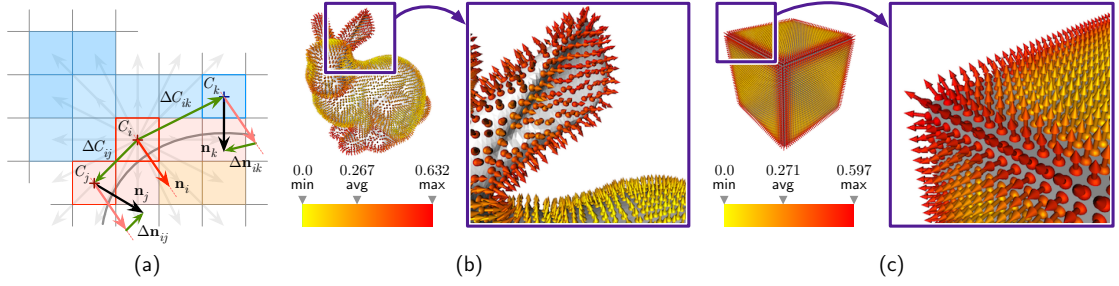 C_k
ΔC_ik
C_i
ΔC_ij
n_k
Δn_ik
C_j
n_j
n_i
Δn_ij
(a)
0.0 0.267 0.632
min avg max
(b)
0.0 0.271 0.597
min avg max
(c)